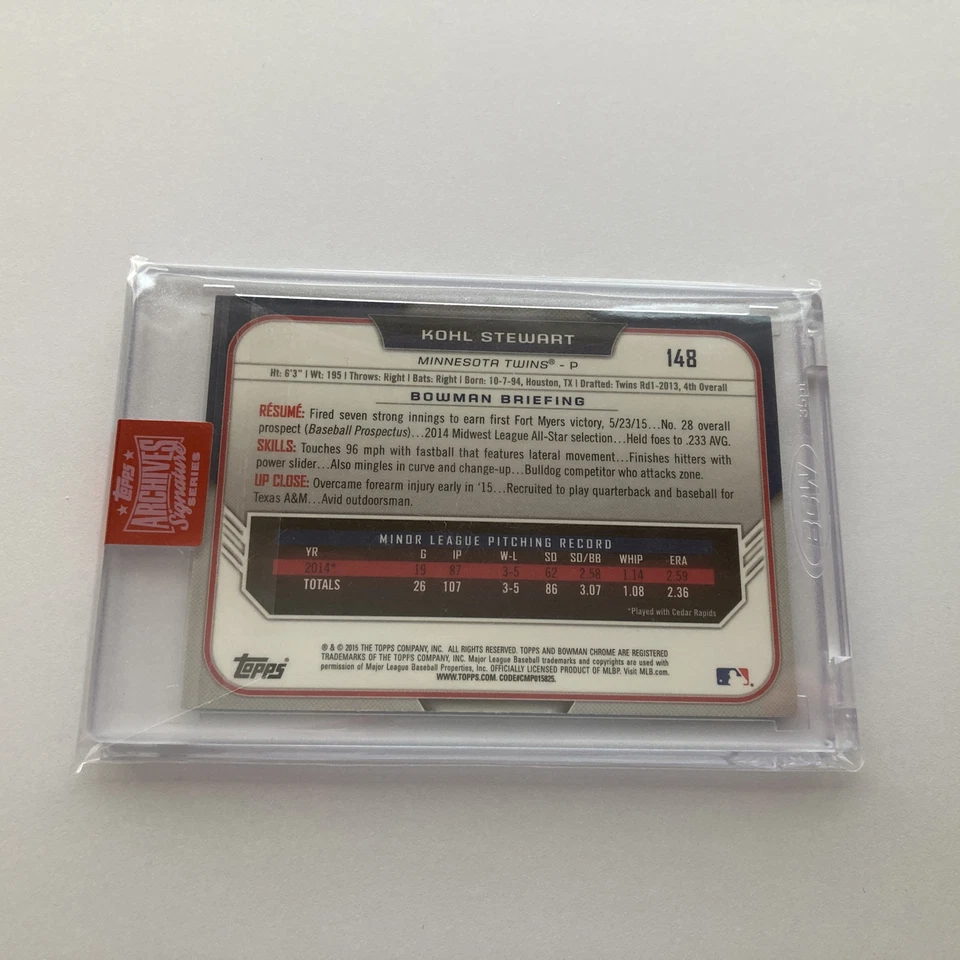 KOHL STEWART
148
MINNESOTA TWINS® - P
Ht: 6'3" | Wt: 195 | Throws: Right | Bats: Right | Born: 10-7-94, Houston, TX | Drafted: Twins Rd1-2013, 4th Overall
BOWMAN BRIEFING
RÉSUMÉ: Fired seven strong innings to earn first Fort Myers victory, 5/23/15...No. 28 overall
prospect (Baseball Prospectus)...2014 Midwest League All-Star selection...Held foes to .233 AVG.
SKILLS: Touches 96 mph with fastball that features lateral movement...Finishes hitters with
power slider...Also mingles in curve and change-up...Bulldog competitor who attacks zone.
UP CLOSE: Overcame forearm injury early in '15...Recruited to play quarterback and baseball for
Texas A&M...Avid outdoorsman.
MINOR LEAGUE PITCHING RECORD
YR G IP W-L SO SO/BB WHIP ERA
2014* 19 87 3-5 62 2.58 1.14 2.59
TOTALS 26 107 3-5 86 3.07 1.08 2.36
*Played with Cedar Rapids
® & © 2015 THE TOPPS COMPANY, INC. ALL RIGHTS RESERVED. TOPPS AND BOWMAN CHROME ARE REGISTERED
TRADEMARKS OF THE TOPPS COMPANY, INC. Major League Baseball trademarks and copyrights are used with
permission of Major League Baseball Properties, Inc. OFFICIALLY LICENSED PRODUCT OF MLBP. Visit MLB.com.
WWW.TOPPS.COM. CODE#CMP015825.
Topps®
TOPPS
ARCHIVES
Signature
SERIES